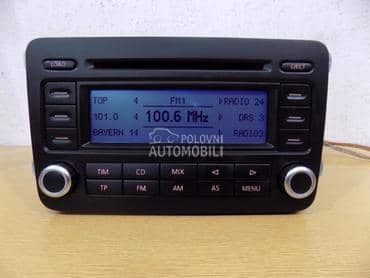 LOAD
EJECT
TOP 4 FM1 RADIO 24
101.0 4 100.6 MHz DRS 3
BAYERN 14 RADIO3
POLOVNI
AUTOMOBILI
TIM CD MIX
TP FM AM AS MENU